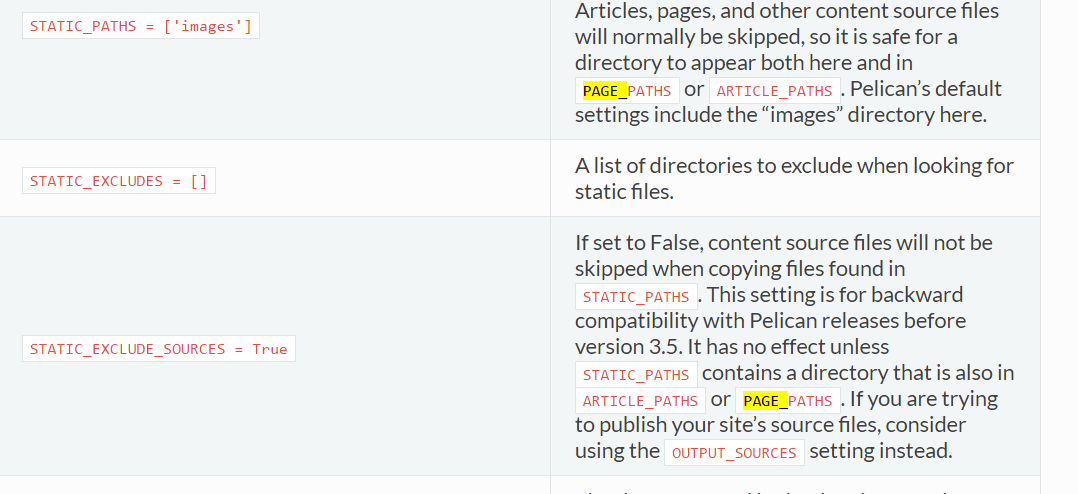 STATIC_PATHS = ['images']
Articles, pages, and other content source files
will normally be skipped, so it is safe for a
directory to appear both here and in
PAGE_PATHS or ARTICLE_PATHS. Pelican’s default
settings include the “images” directory here.
STATIC_EXCLUDES = []
A list of directories to exclude when looking for
static files.
STATIC_EXCLUDE_SOURCES = True
If set to False, content source files will not be
skipped when copying files found in
STATIC_PATHS. This setting is for backward
compatibility with Pelican releases before
version 3.5. It has no effect unless
STATIC_PATHS contains a directory that is also in
ARTICLE_PATHS or PAGE_PATHS. If you are trying
to publish your site’s source files, consider
using the OUTPUT_SOURCES setting instead.